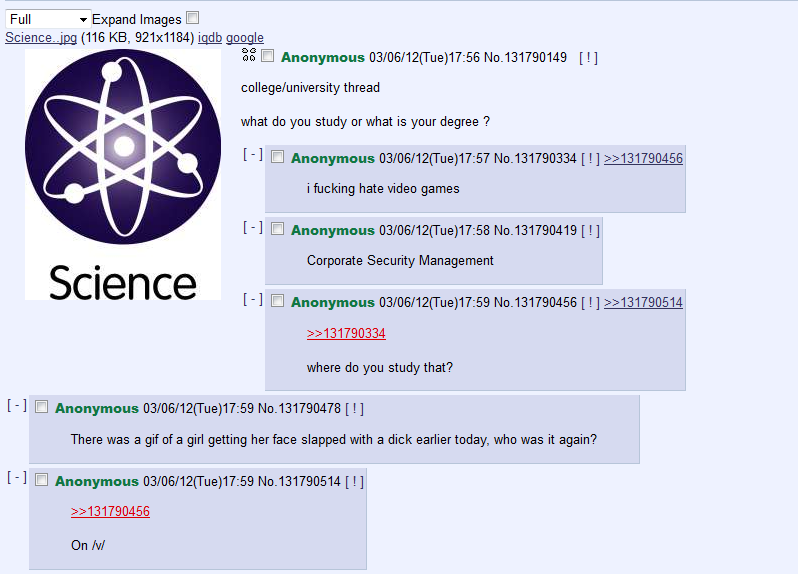 Full Expand Images
Science..jpg (116 KB, 921x1184) iqdb google
Science
Anonymous 03/06/12(Tue)17:56 No.131790149 [ ! ]
college/university thread
what do you study or what is your degree ?
[ - ] Anonymous 03/06/12(Tue)17:57 No.131790334 [ ! ] >>131790456
i fucking hate video games
[ - ] Anonymous 03/06/12(Tue)17:58 No.131790419 [ ! ]
Corporate Security Management
[ - ] Anonymous 03/06/12(Tue)17:59 No.131790456 [ ! ] >>131790514
>>131790334
where do you study that?
[ - ] Anonymous 03/06/12(Tue)17:59 No.131790478 [ ! ]
There was a gif of a girl getting her face slapped with a dick earlier today, who was it again?
[ - ] Anonymous 03/06/12(Tue)17:59 No.131790514 [ ! ]
>>131790456
On /v/